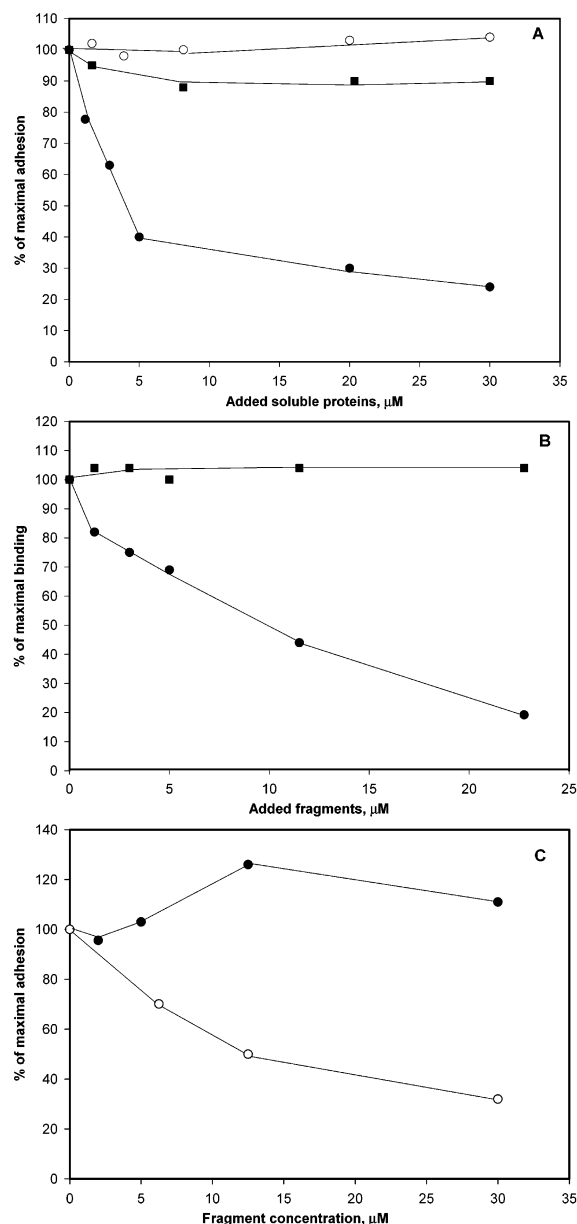 110
A
100
90
80
70
60
50
40
30
20
10
0
% of maximal adhesion
0 5 10 15 20 25 30 35
Added soluble proteins, μM
120
B
110
100
90
80
70
60
50
40
30
20
10
0
% of maximal binding
0 5 10 15 20 25
Added fragments, μM
140
C
120
100
80
60
40
20
0
% of maximal adhesion
0 5 10 15 20 25 30 35
Fragment concentration, μM